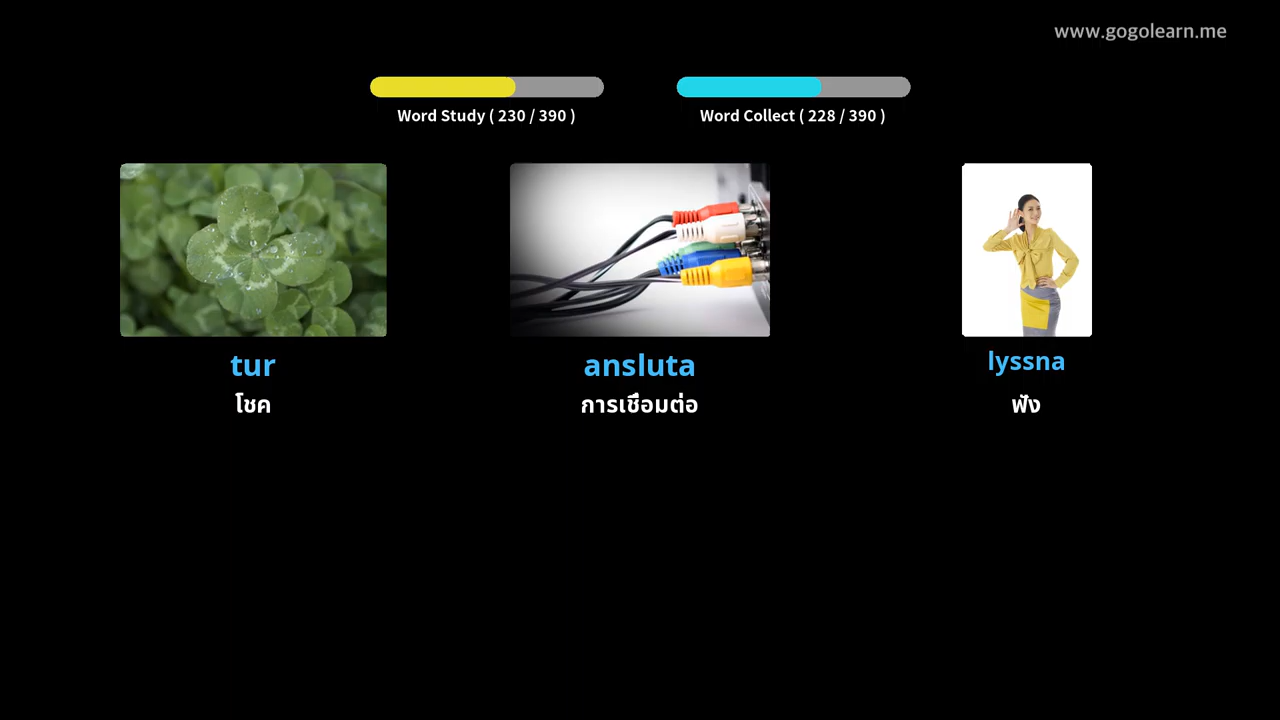 www.gogolearn.me
Word Study ( 230 / 390 )
Word Collect ( 228 / 390 )
tur
ansluta
lyssna
โชค
การเชื่อมต่อ
ฟัง